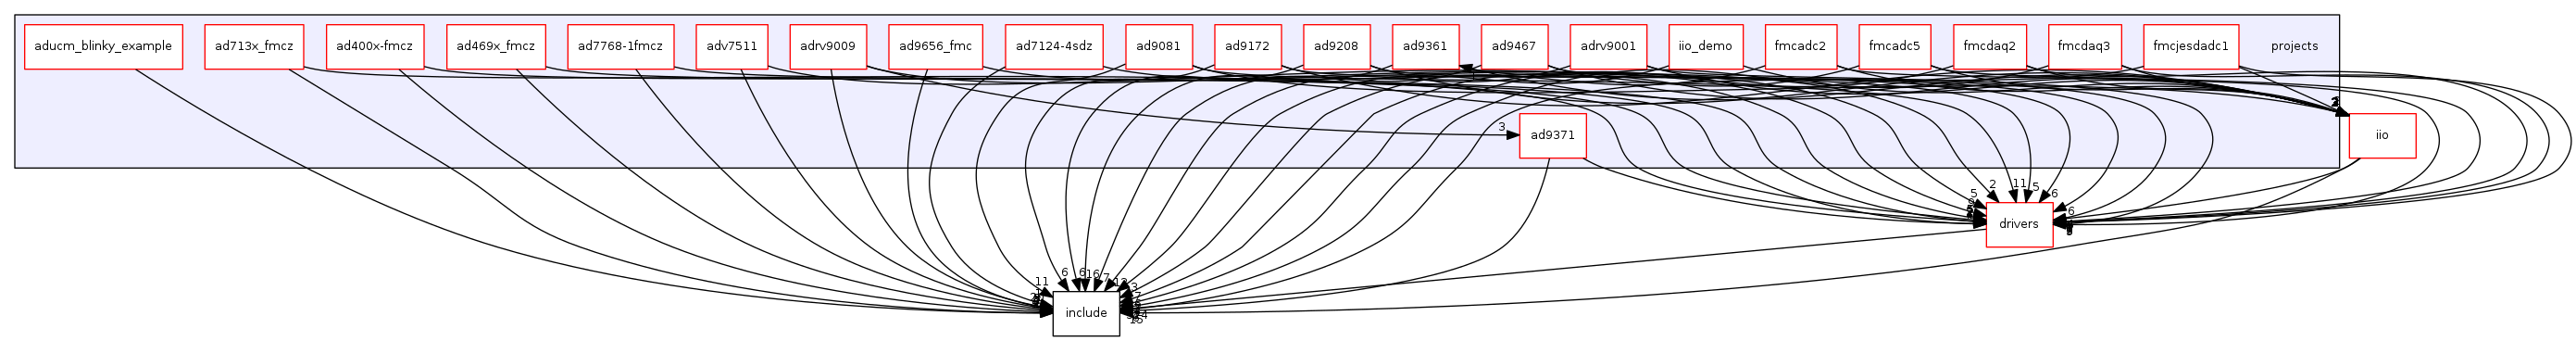 aducm_blinky_example
ad713x_fmcz
ad400x-fmcz
ad469x_fmcz
ad7768-1fmcz
adv7511
adrv9009
ad9656_fmc
ad7124-4sdz
ad9081
ad9172
ad9208
ad9361
ad9467
adrv9001
iio_demo
fmcadc2
fmcadc5
fmcdaq2
fmcdaq3
fmcjesdadc1
projects
1
3
ad9371
iio
5
2
11
5
6
6
drivers
11
6
6
16
7
3
7
include